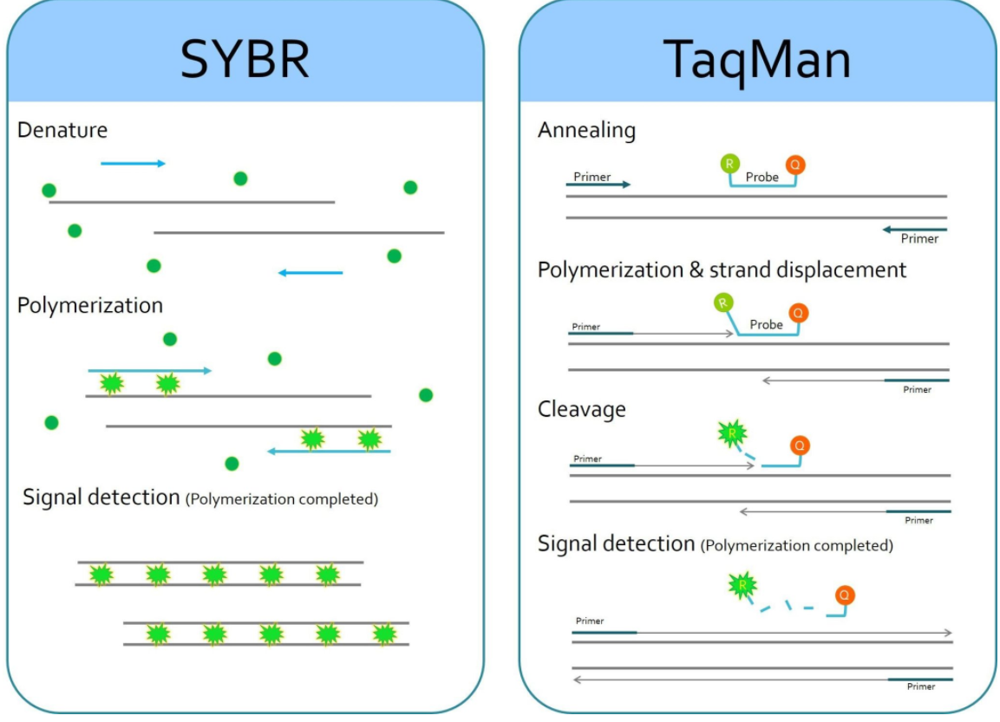 SYBR
Denature
Polymerization
Signal detection (Polymerization completed)
TaqMan
Annealing
R
Q
Primer
Probe
Primer
Polymerization & strand displacement
R
Q
Primer
Probe
Primer
Cleavage
R
Q
Primer
Primer
Signal detection (Polymerization completed)
R
Q
Primer
Primer